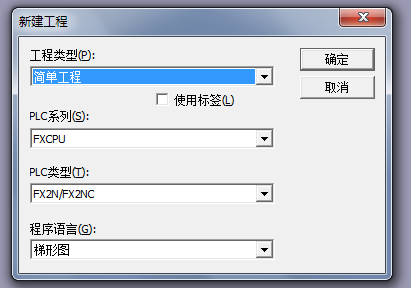 新建工程
工程类型(P):
简单工程
确定
使用标签(L)
取消
PLC系列(S):
FXCPU
PLC类型(T):
FX2N/FX2NC
程序语言(G):
梯形图